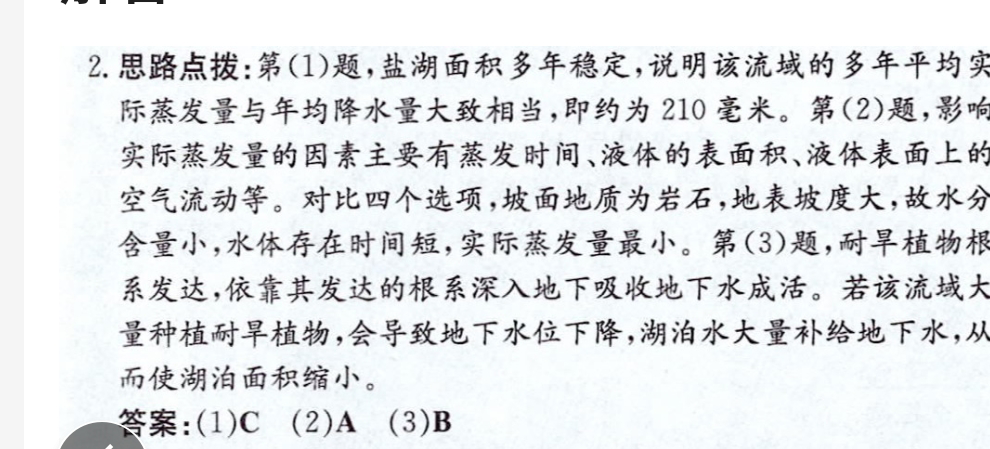 2. 思路点拨:第(1)题,盐湖面积多年稳定,说明该流域的多年平均实
际蒸发量与年均降水量大致相当,即约为 210 毫米。第(2)题,影响
实际蒸发量的因素主要有蒸发时间、液体的表面积、液体表面上的
空气流动等。对比四个选项,坡面地质为岩石,地表坡度大,故水分
含量小,水体存在时间短,实际蒸发量最小。第(3)题,耐旱植物根
系发达,依靠其发达的根系深入地下吸收地下水成活。若该流域大
量种植耐旱植物,会导致地下水位下降,湖泊水大量补给地下水,从
而使湖泊面积缩小。
答案:(1)C (2)A (3)B